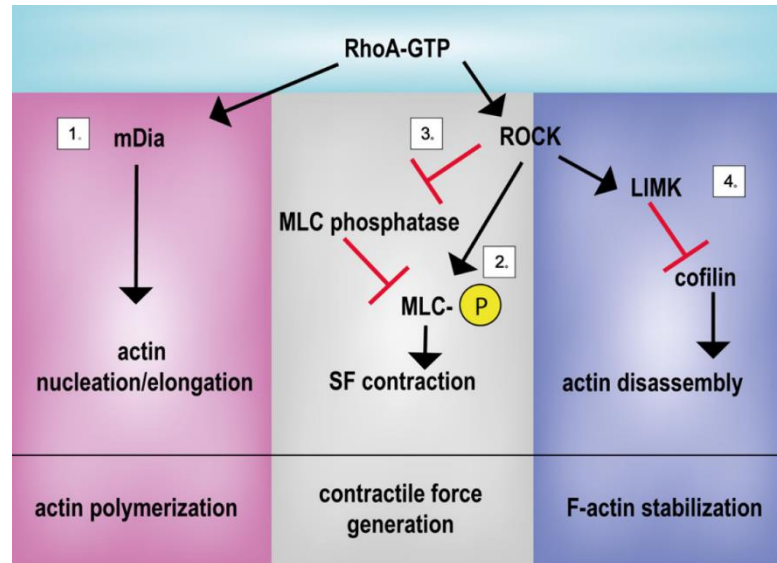 RhoA-GTP
1.
mDia
3.
ROCK
LIMK
4.
MLC phosphatase
2.
MLC-
P
cofilin
actin
nucleation/elongation
SF contraction
actin disassembly
actin polymerization
contractile force
generation
F-actin stabilization